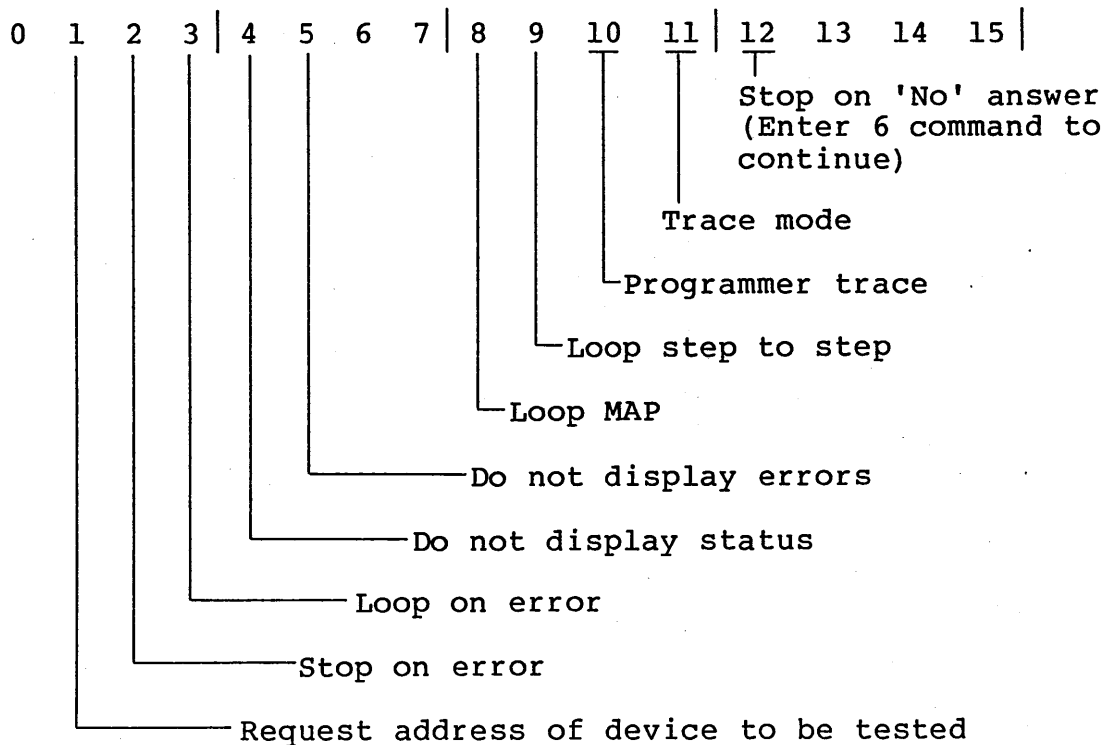 0 1 2 3 | 4 5 6 7 | 8 9 10 11 | 12 13 14 15 |
Stop on 'No' answer
(Enter 6 command to
continue)
Trace mode
Programmer trace
Loop step to step
Loop MAP
Do not display errors
Do not display status
Loop on error
Stop on error
Request address of device to be tested